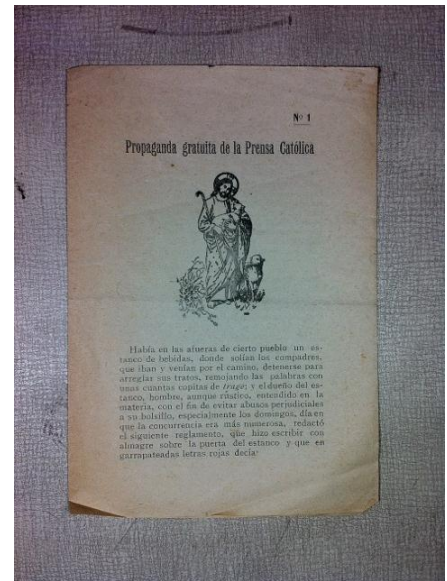 Nº 1
Propaganda gratuita de la Prensa Católica
Había en las afueras de cierto pueblo un es-
tanco de bebidas, donde solían los compadres,
que iban y venían por el camino, detenerse para
arreglar sus tratos, remojando las palabras con
unas cuantas copitas de trago; y el dueño del es-
tanco, hombre, aunque rústico, entendido en la
materia, con el fin de evitar abusos perjudiciales
a su bolsillo, especialmente los domingos, día en
que la concurrencia era más numerosa, redactó
el siguiente reglamento, que hizo escribir con
almagre sobre la puerta del estanco y que en
garrapateadas letras rojas decía: